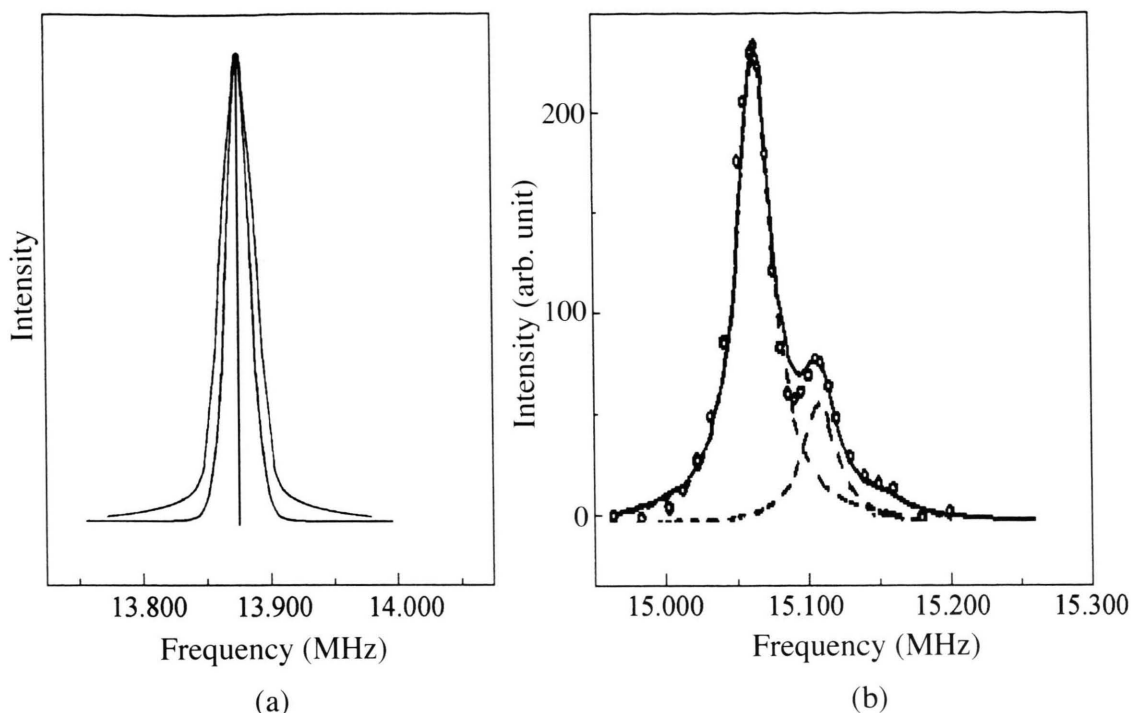 Intensity
13.800 13.900 14.000
Frequency (MHz)
(a)
Intensity (arb. unit)
200
100
0
15.000 15.100 15.200 15.300
Frequency (MHz)
(b)